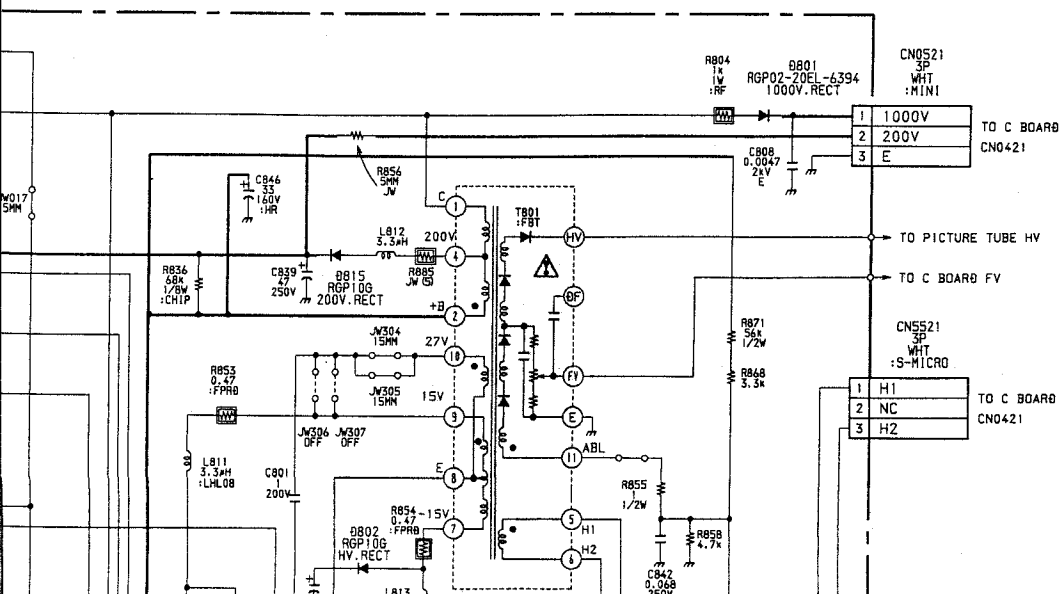 R804
1k
1W
:RF
D801
RGP02-20EL-6394
1000V.RECT
CN0521
3P
WHT
:MINI
1 1000V
2 200V
3 E
TO C BOARD
CN0421
C808
0.0047
2kV
E
R856
5MM
JW
C846
33
160V
:HR
JW017
5MM
C
1
T801
:FBT
HV
TO PICTURE TUBE HV
L812
3.3µH
200V
4
R836
68k
1/8W
:CHIP
C839
47
250V
D815
RGP10G
200V.RECT
R885
JW (5)
TO C BOARD FV
DF
+B
2
JW304
15MM
27V
10
R871
56k
1/2W
CN5521
3P
WHT
:S-MICRO
R853
0.47
:FPRD
JW305
15MM
FV
R868
3.3k
1 H1
2 NC
3 H2
TO C BOARD
CN0421
15V
9
E
JW306
OFF
JW307
OFF
L811
3.3µH
:LHL08
C801
1
200V
E
8
11
ABL
R855
1
1/2W
R854
0.47
:FPRD
-15V
7
5
H1
D802
RGP10G
HV.RECT
R858
4.7k
H2
6
C842
0.068
250V
L813